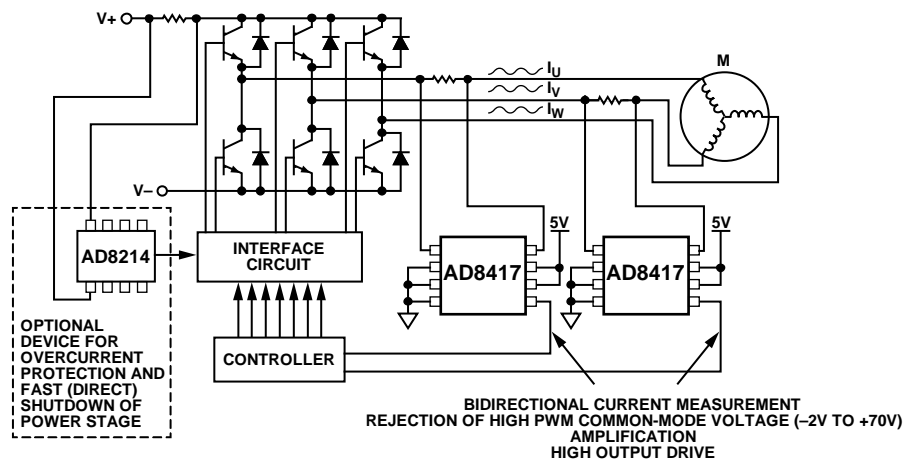 V+
M
IU
IV
IW
V–
5V
5V
AD8214
INTERFACE
CIRCUIT
AD8417
AD8417
OPTIONAL
DEVICE FOR
OVERCURRENT
PROTECTION AND
FAST (DIRECT)
SHUTDOWN OF
POWER STAGE
CONTROLLER
BIDIRECTIONAL CURRENT MEASUREMENT
REJECTION OF HIGH PWM COMMON-MODE VOLTAGE (–2V TO +70V)
AMPLIFICATION
HIGH OUTPUT DRIVE